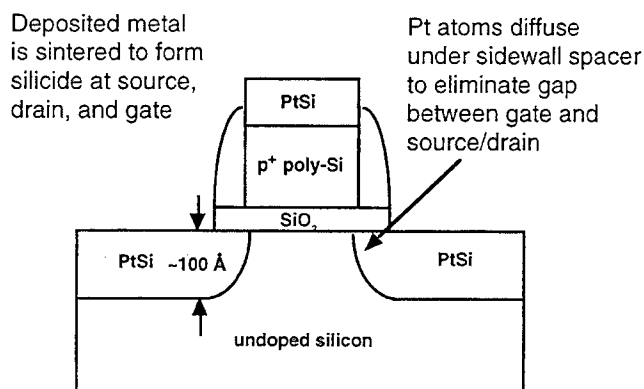 Deposited metal
is sintered to form
silicide at source,
drain, and gate
Pt atoms diffuse
under sidewall spacer
to eliminate gap
between gate and
source/drain
PtSi
p⁺ poly-Si
SiO₂
PtSi ~100 Å
PtSi
undoped silicon